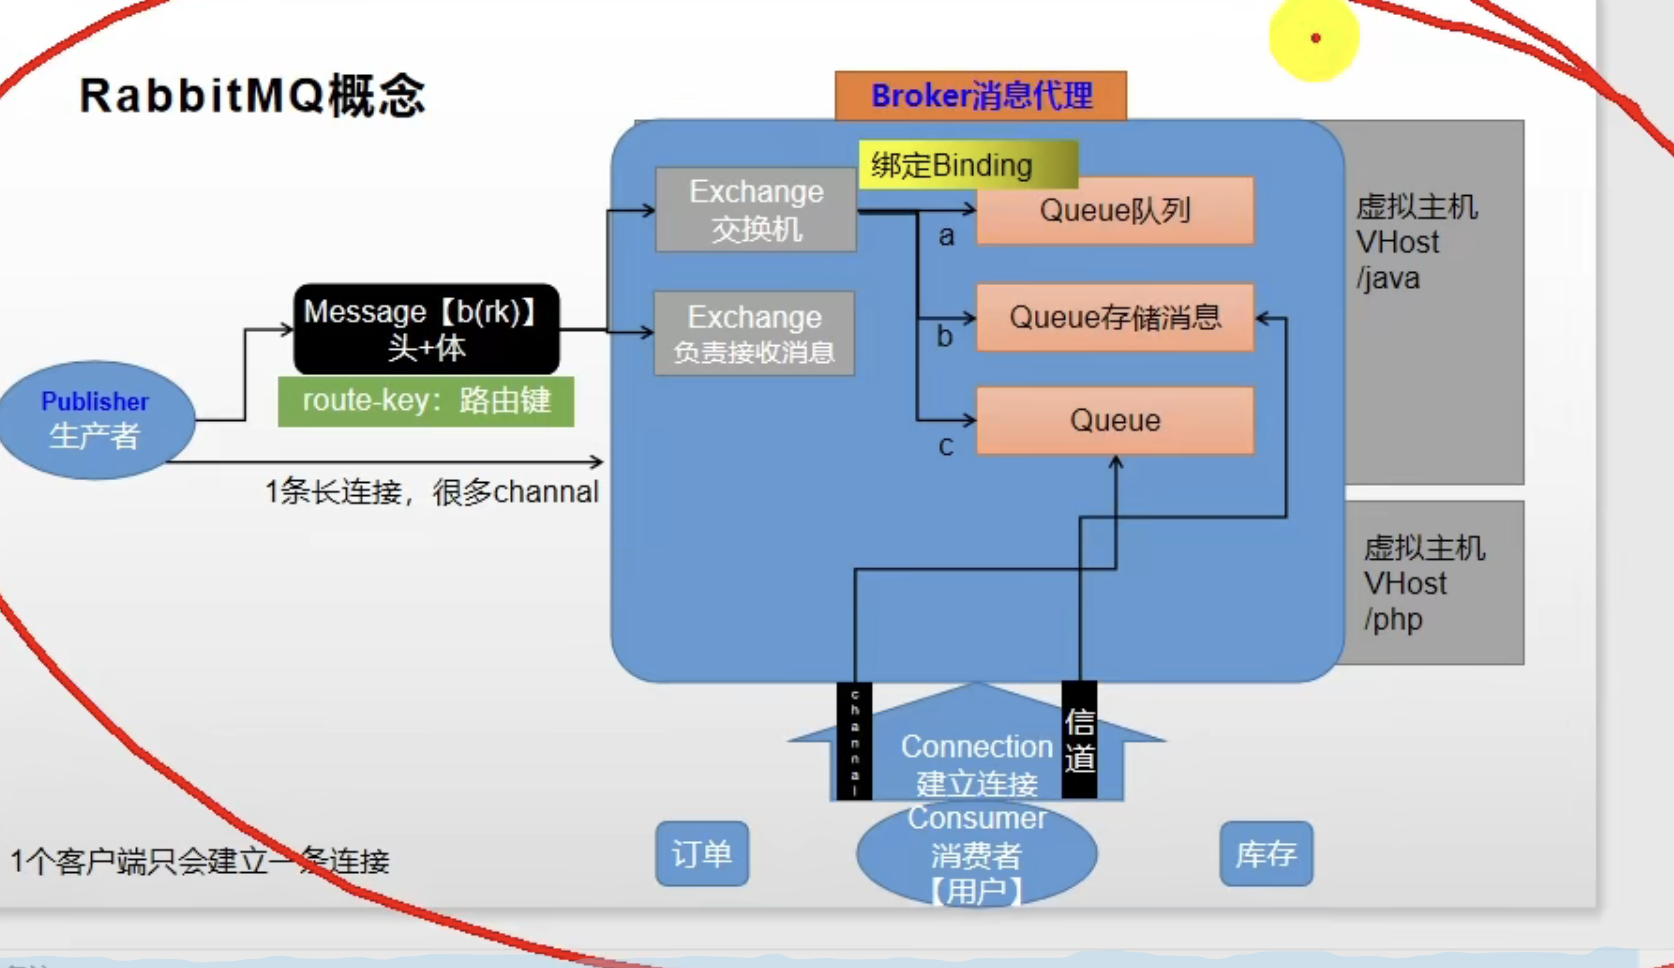 RabbitMQ概念
Broker消息代理
绑定Binding
Exchange
交换机
Queue队列
a
虚拟主机
VHost
/java
Message【b(rk)】
头+体
Exchange
负责接收消息
Queue存储消息
b
route-key：路由键
Publisher
生产者
Queue
c
1条长连接，很多channal
虚拟主机
VHost
/php
channal
Connection
建立连接
信道
订单
Consumer
消费者
【用户】
库存
1个客户端只会建立一条连接